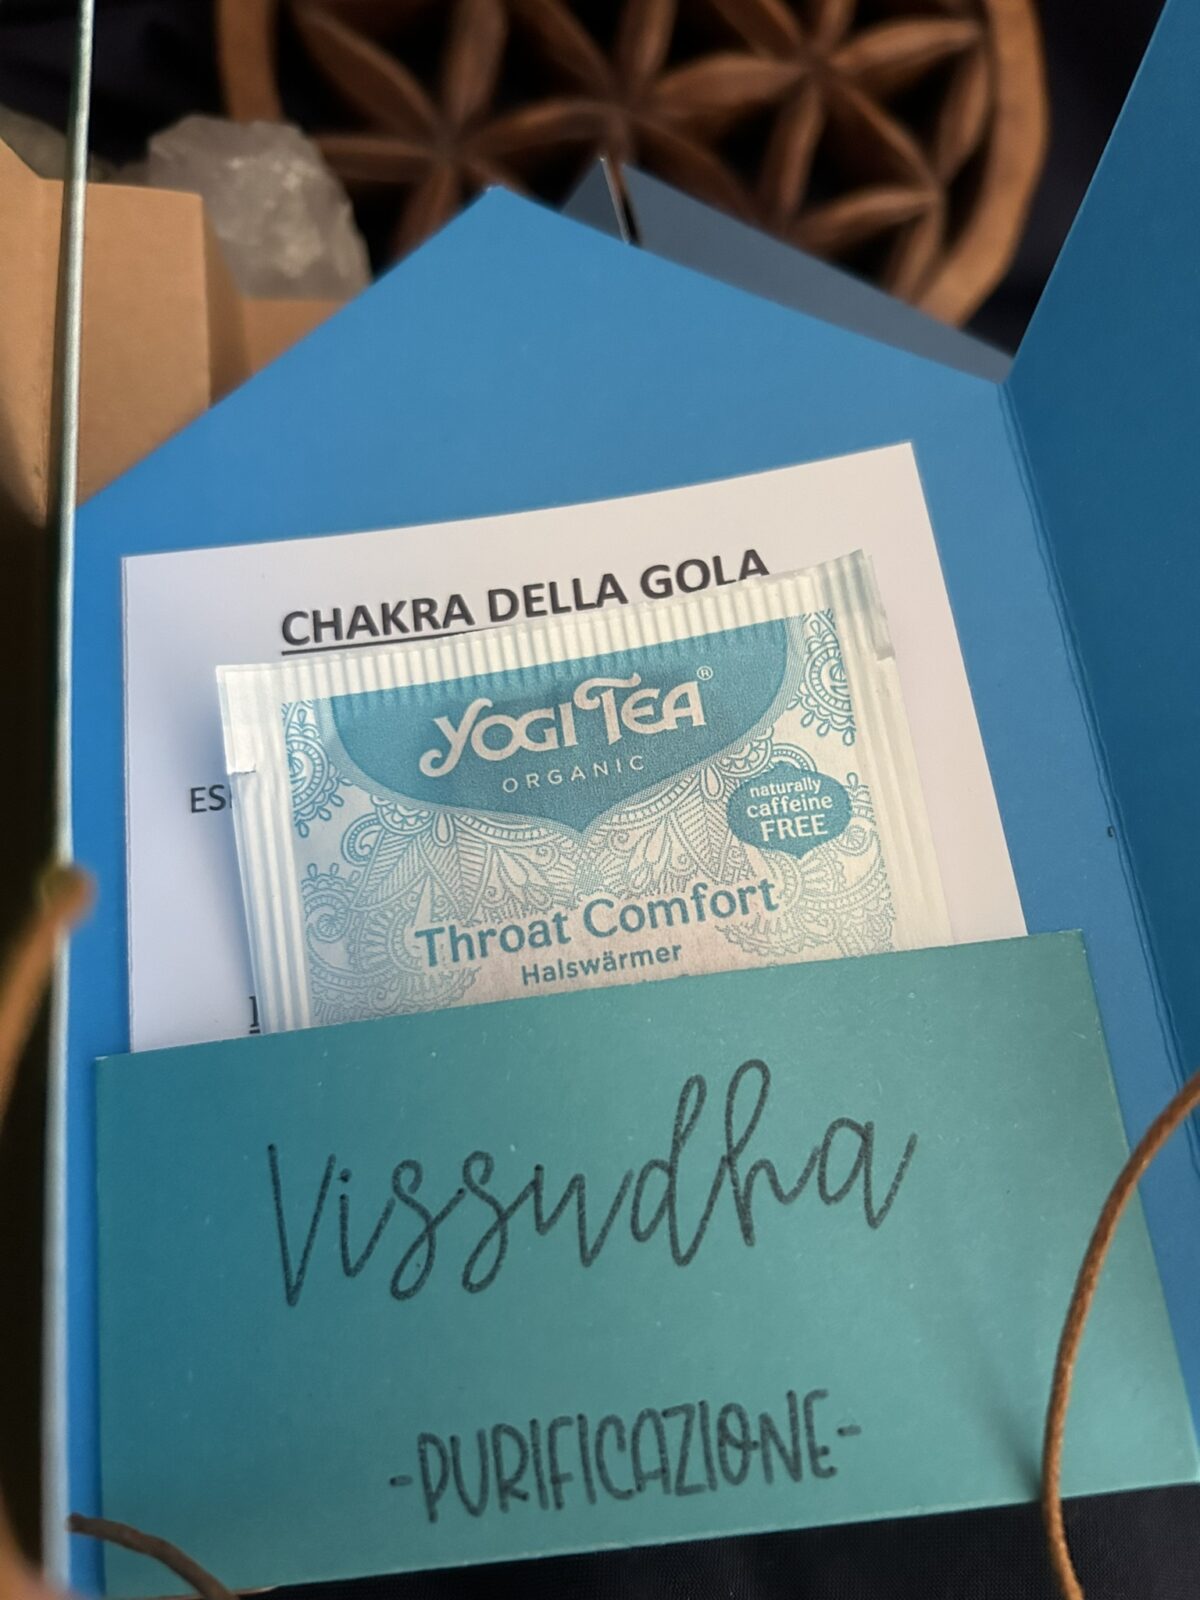 CHAKRA DELLA GOLA
YOGI TEA®
ORGANIC
naturally
caffeine
FREE
Throat Comfort
Halswärmer
Vissudha
-PURIFICAZIONE-